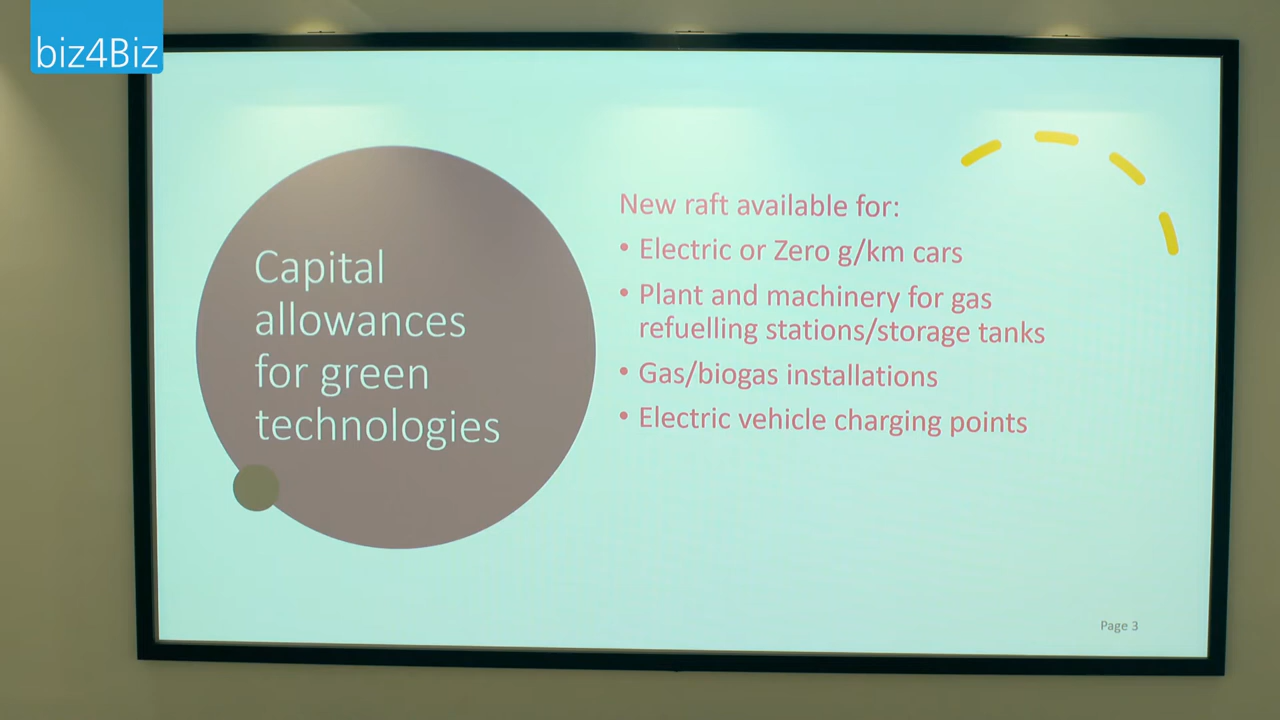 biz4Biz
Capital
allowances
for green
technologies
New raft available for:
• Electric or Zero g/km cars
• Plant and machinery for gas
refuelling stations/storage tanks
• Gas/biogas installations
• Electric vehicle charging points
Page 3